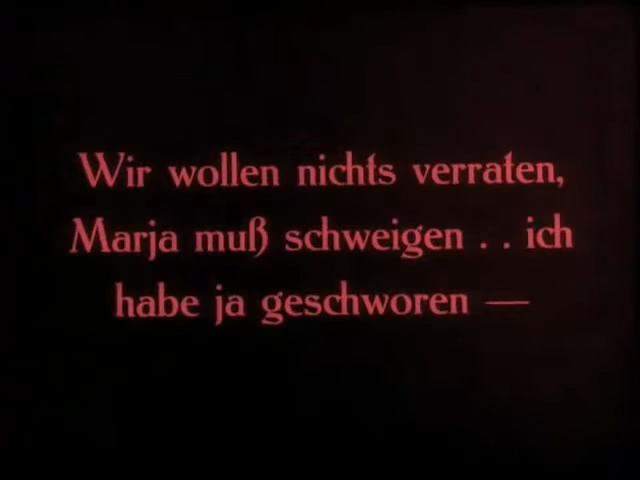 Wir wollen nichts verraten,
Marja muß schweigen . . ich
habe ja geschworen —